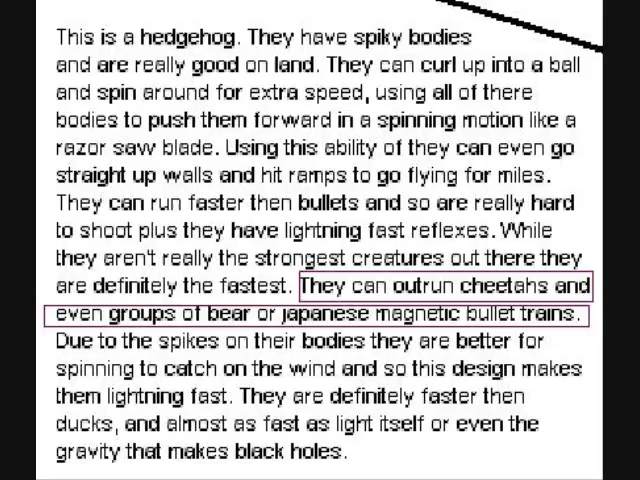 This is a hedgehog. They have spiky bodies
and are really good on land. They can curl up into a ball
and spin around for extra speed, using all of there
bodies to push them forward in a spinning motion like a
razor saw blade. Using this ability of they can even go
straight up walls and hit ramps to go flying for miles.
They can run faster then bullets and so are really hard
to shoot plus they have lightning fast reflexes. While
they aren't really the strongest creatures out there they
are definitely the fastest. They can outrun cheetahs and
even groups of bear or japanese magnetic bullet trains.
Due to the spikes on their bodies they are better for
spinning to catch on the wind and so this design makes
them lightning fast. They are definitely faster then
ducks, and almost as fast as light itself or even the
gravity that makes black holes.